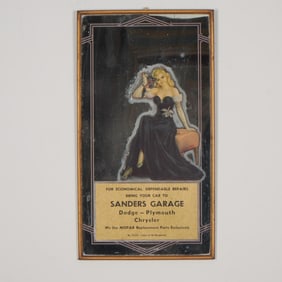 FOR ECONOMICAL, DEPENDABLE REPAIRS
BRING YOUR CAR TO
SANDERS GARAGE
Dodge — Plymouth
Chrysler
We Use MOPAR Replacement Parts Exclusively